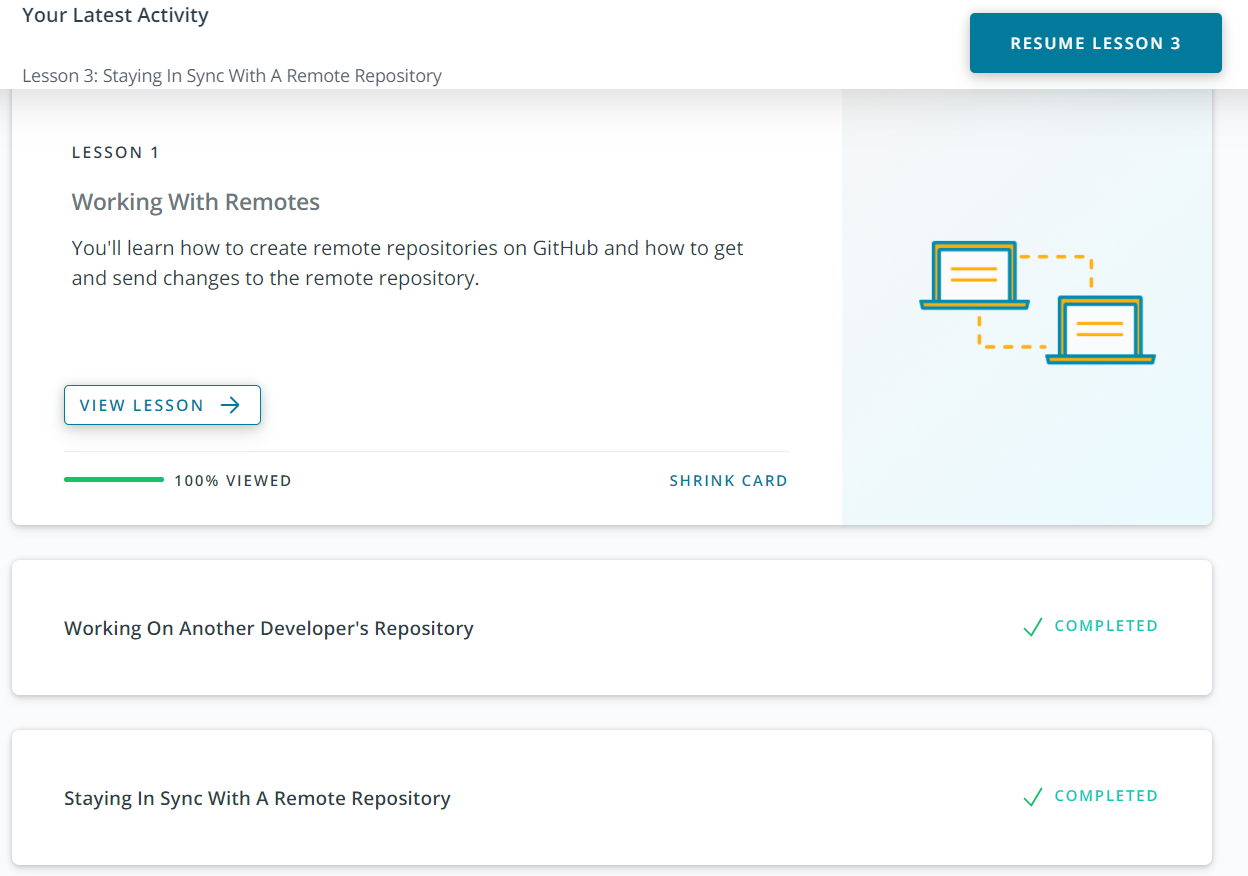 Your Latest Activity
RESUME LESSON 3
Lesson 3: Staying In Sync With A Remote Repository
LESSON 1
Working With Remotes
You'll learn how to create remote repositories on GitHub and how to get
and send changes to the remote repository.
VIEW LESSON
100% VIEWED
SHRINK CARD
Working On Another Developer's Repository
COMPLETED
Staying In Sync With A Remote Repository
COMPLETED